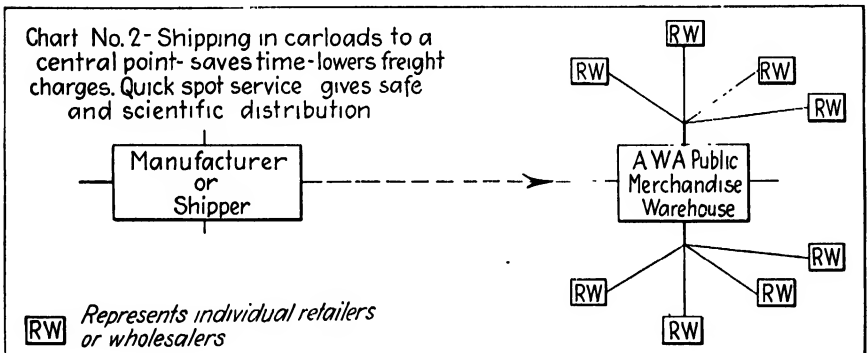 Chart No. 2 - Shipping in carloads to a
central point - saves time - lowers freight
charges. Quick spot service gives safe
and scientific distribution
RW
RW
RW
RW
Manufacturer
or
Shipper
A W A Public
Merchandise
Warehouse
RW
RW
RW
RW
RW Represents individual retailers
or wholesalers